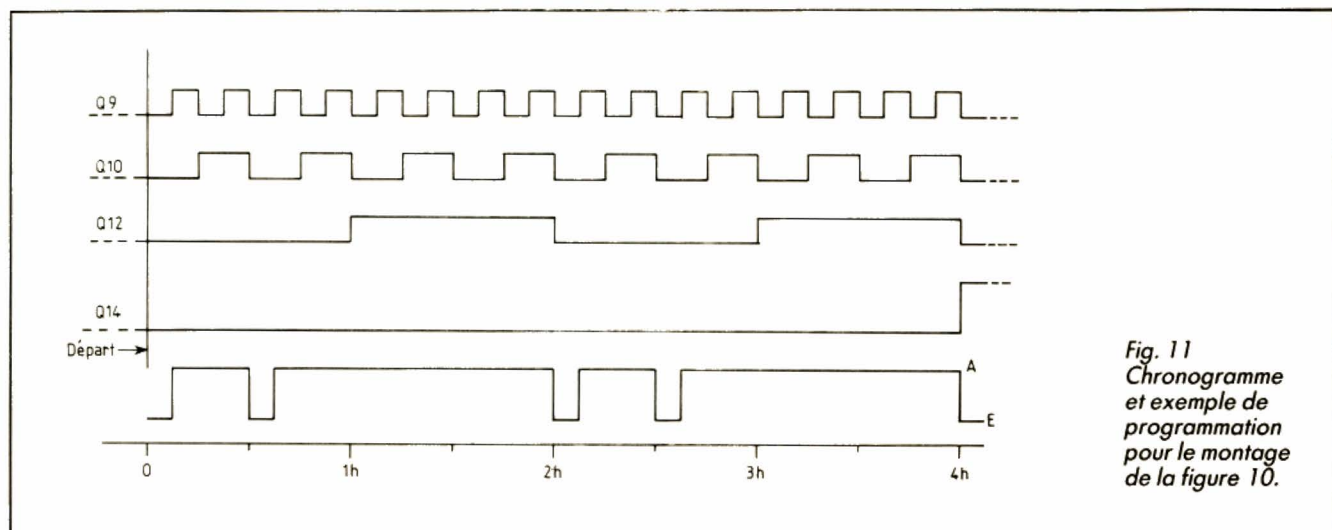 Q9
Q10
Q12
Q14
Départ
A
E
0 1h 2h 3h 4h
Fig. 11
Chronogramme
et exemple de
programmation
pour le montage
de la figure 10.